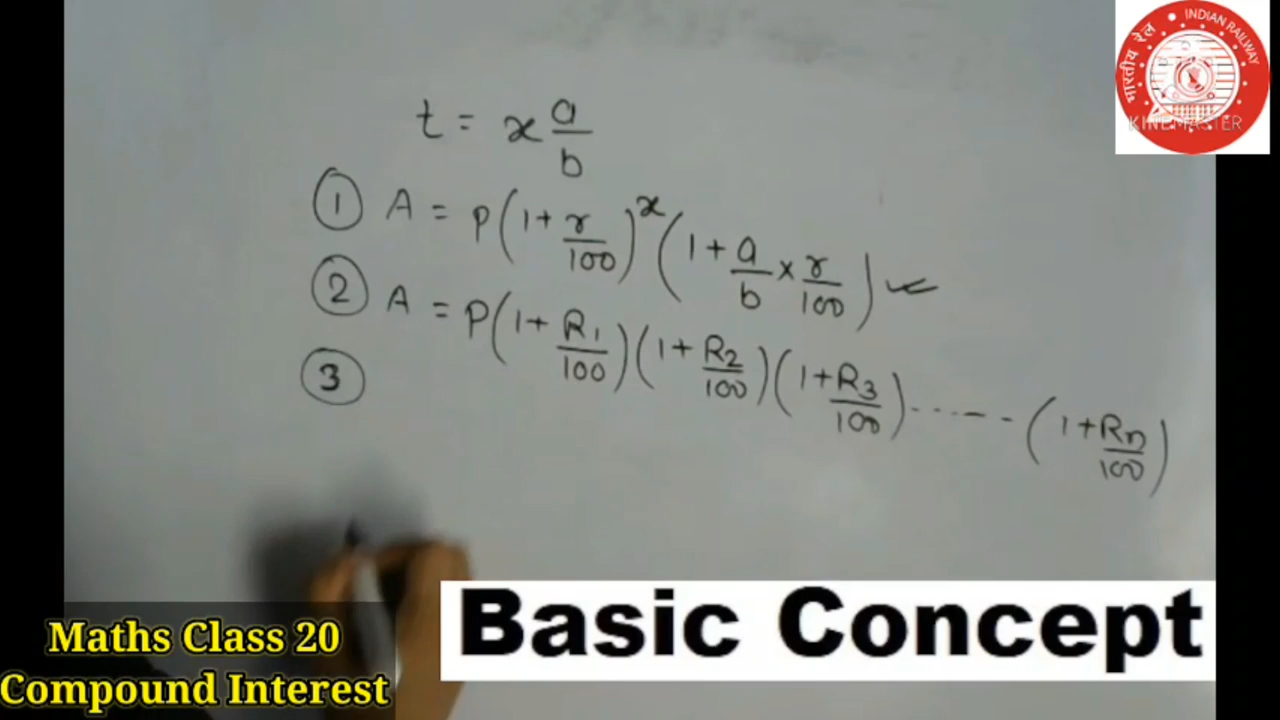 भारतीय रेल INDIAN RAILWAY
KINEMASTER
t = x a/b
① A = P(1+r/100)^x (1+a/b×r/100)
② A = P(1+R1/100)(1+R2/100)(1+R3/100)------(1+Rn/100)
③
Basic Concept
Maths Class 20
Compound Interest